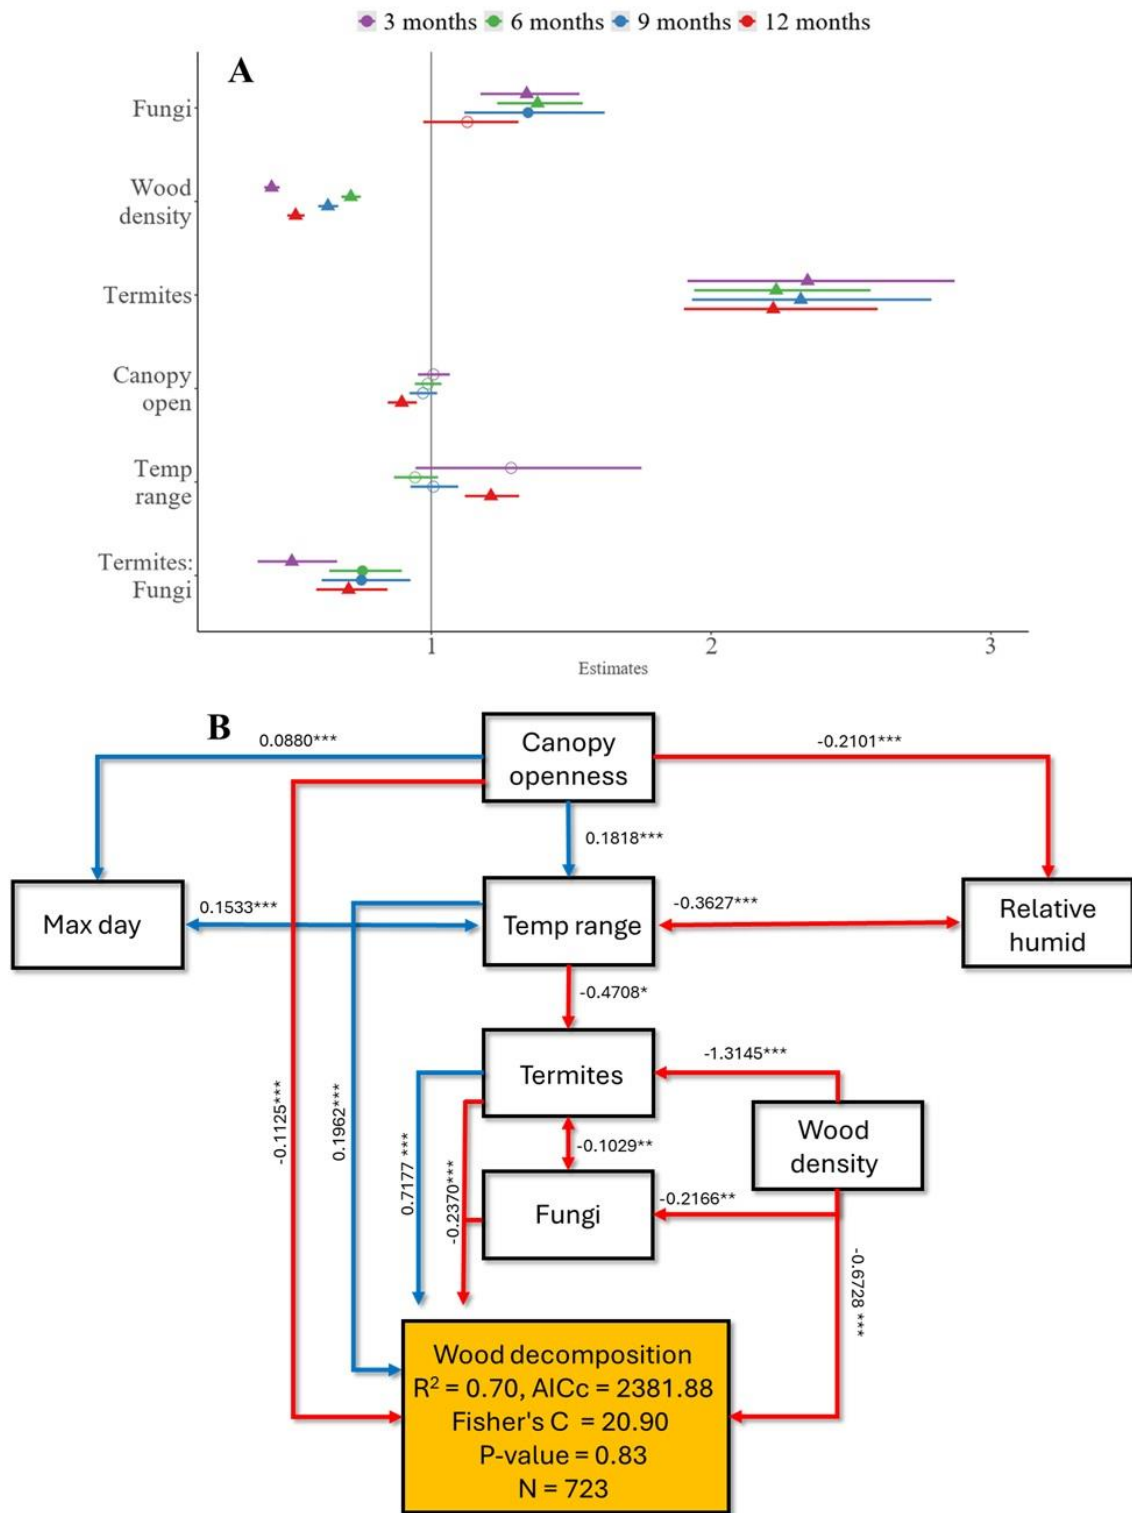 3 months 6 months 9 months 12 months
A
Fungi
Wood
density
Termites
Canopy
open
Temp
range
Termites:
Fungi
1 2 3
Estimates
B
Canopy
openness
0.0880***
-0.2101***
0.1818***
Max day
0.1533***
Temp range
-0.3627***
Relative
humid
-0.4708*
Termites
-1.3145***
Wood
density
-0.1125***
0.1962***
0.7177 ***
-0.2370***
-0.1029**
Fungi
-0.2166**
-0.6728 ***
Wood decomposition
R² = 0.70, AICc = 2381.88
Fisher's C = 20.90
P-value = 0.83
N = 723